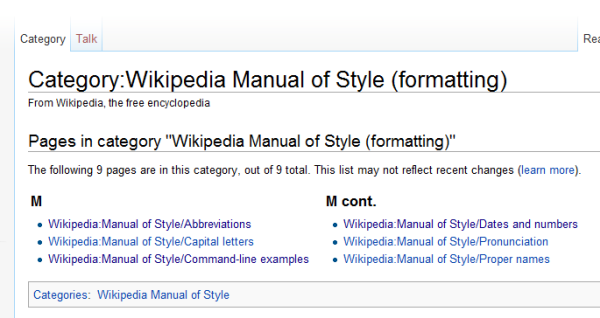 Category Talk
Category:Wikipedia Manual of Style (formatting)
From Wikipedia, the free encyclopedia
Pages in category "Wikipedia Manual of Style (formatting)"
The following 9 pages are in this category, out of 9 total. This list may not reflect recent changes (learn more).
M
Wikipedia:Manual of Style/Abbreviations
Wikipedia:Manual of Style/Capital letters
Wikipedia:Manual of Style/Command-line examples
M cont.
Wikipedia:Manual of Style/Dates and numbers
Wikipedia:Manual of Style/Pronunciation
Wikipedia:Manual of Style/Proper names
Categories: Wikipedia Manual of Style